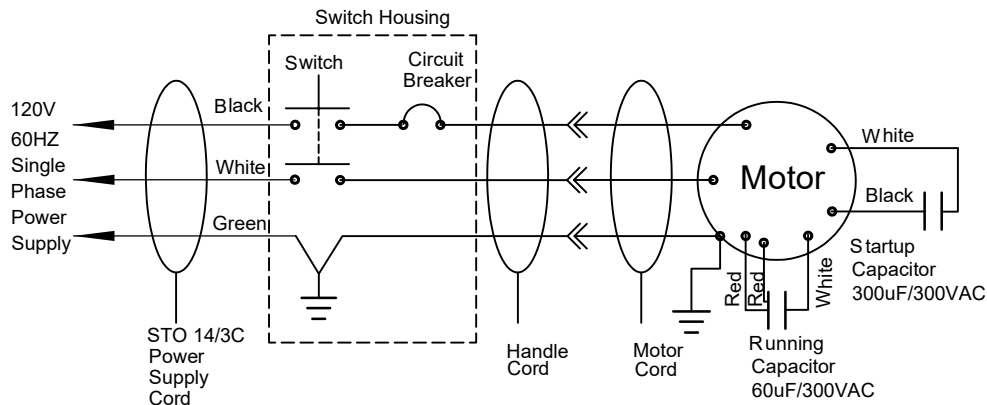 Switch Housing
Switch
Circuit
Breaker
120V
60HZ
Single
Phase
Power
Supply
Black
White
Green
Motor
White
Black
Startup
Capacitor
300uF/300VAC
Red
Red
White
Running
Capacitor
60uF/300VAC
STO 14/3C
Power
Supply
Cord
Handle
Cord
Motor
Cord